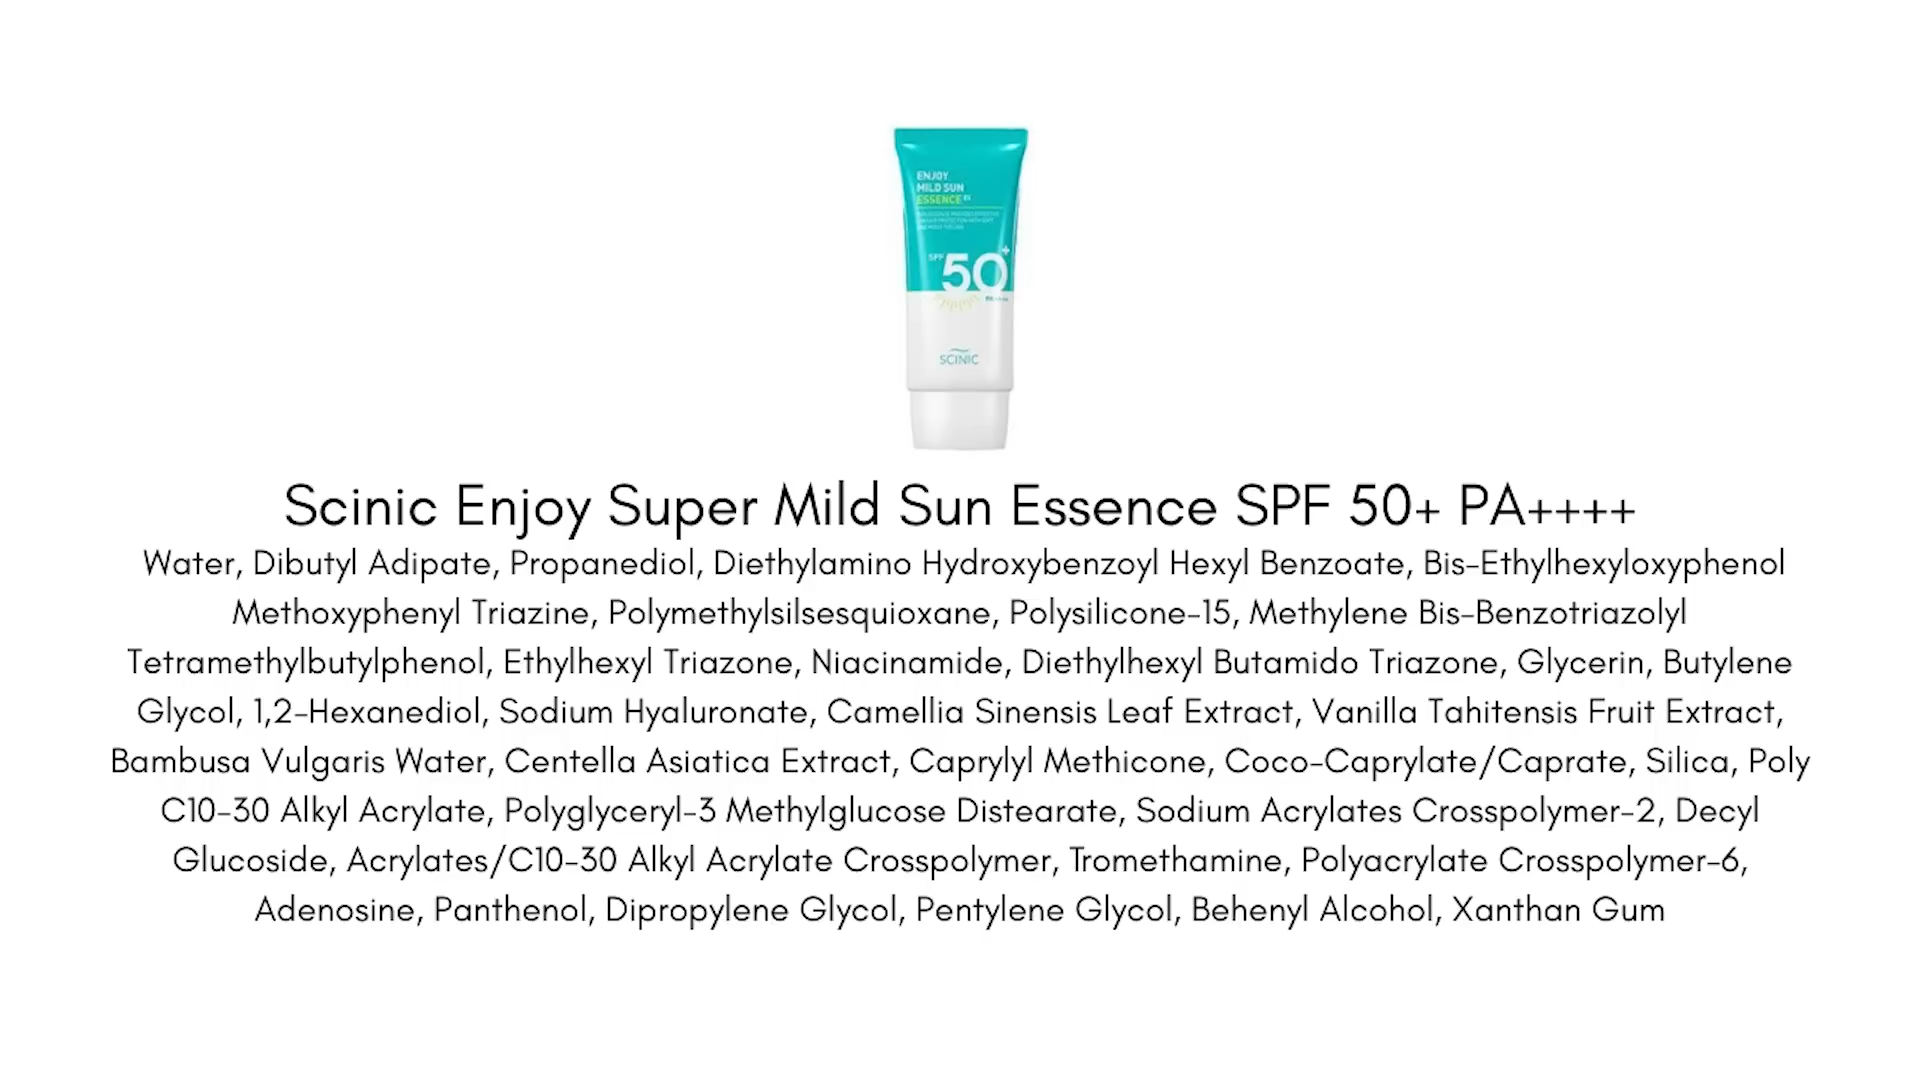 ENJOY
MILD SUN
ESSENCE EX
SPF 50+
SCINIC
Scinic Enjoy Super Mild Sun Essence SPF 50+ PA++++
Water, Dibutyl Adipate, Propanediol, Diethylamino Hydroxybenzoyl Hexyl Benzoate, Bis-Ethylhexyloxyphenol
Methoxyphenyl Triazine, Polymethylsilsesquioxane, Polysilicone-15, Methylene Bis-Benzotriazolyl
Tetramethylbutylphenol, Ethylhexyl Triazone, Niacinamide, Diethylhexyl Butamido Triazone, Glycerin, Butylene
Glycol, 1,2-Hexanediol, Sodium Hyaluronate, Camellia Sinensis Leaf Extract, Vanilla Tahitensis Fruit Extract,
Bambusa Vulgaris Water, Centella Asiatica Extract, Caprylyl Methicone, Coco-Caprylate/Caprate, Silica, Poly
C10-30 Alkyl Acrylate, Polyglyceryl-3 Methylglucose Distearate, Sodium Acrylates Crosspolymer-2, Decyl
Glucoside, Acrylates/C10-30 Alkyl Acrylate Crosspolymer, Tromethamine, Polyacrylate Crosspolymer-6,
Adenosine, Panthenol, Dipropylene Glycol, Pentylene Glycol, Behenyl Alcohol, Xanthan Gum